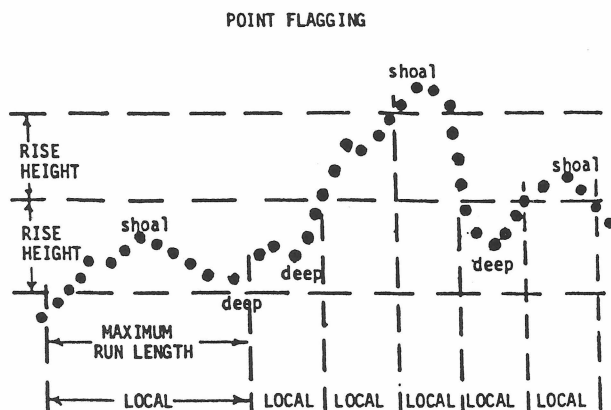 POINT FLAGGING
shoal
RISE
HEIGHT
shoal
shoal
RISE
HEIGHT
deep
deep
deep
MAXIMUM
RUN LENGTH
LOCAL LOCAL LOCAL LOCAL LOCAL LOCAL